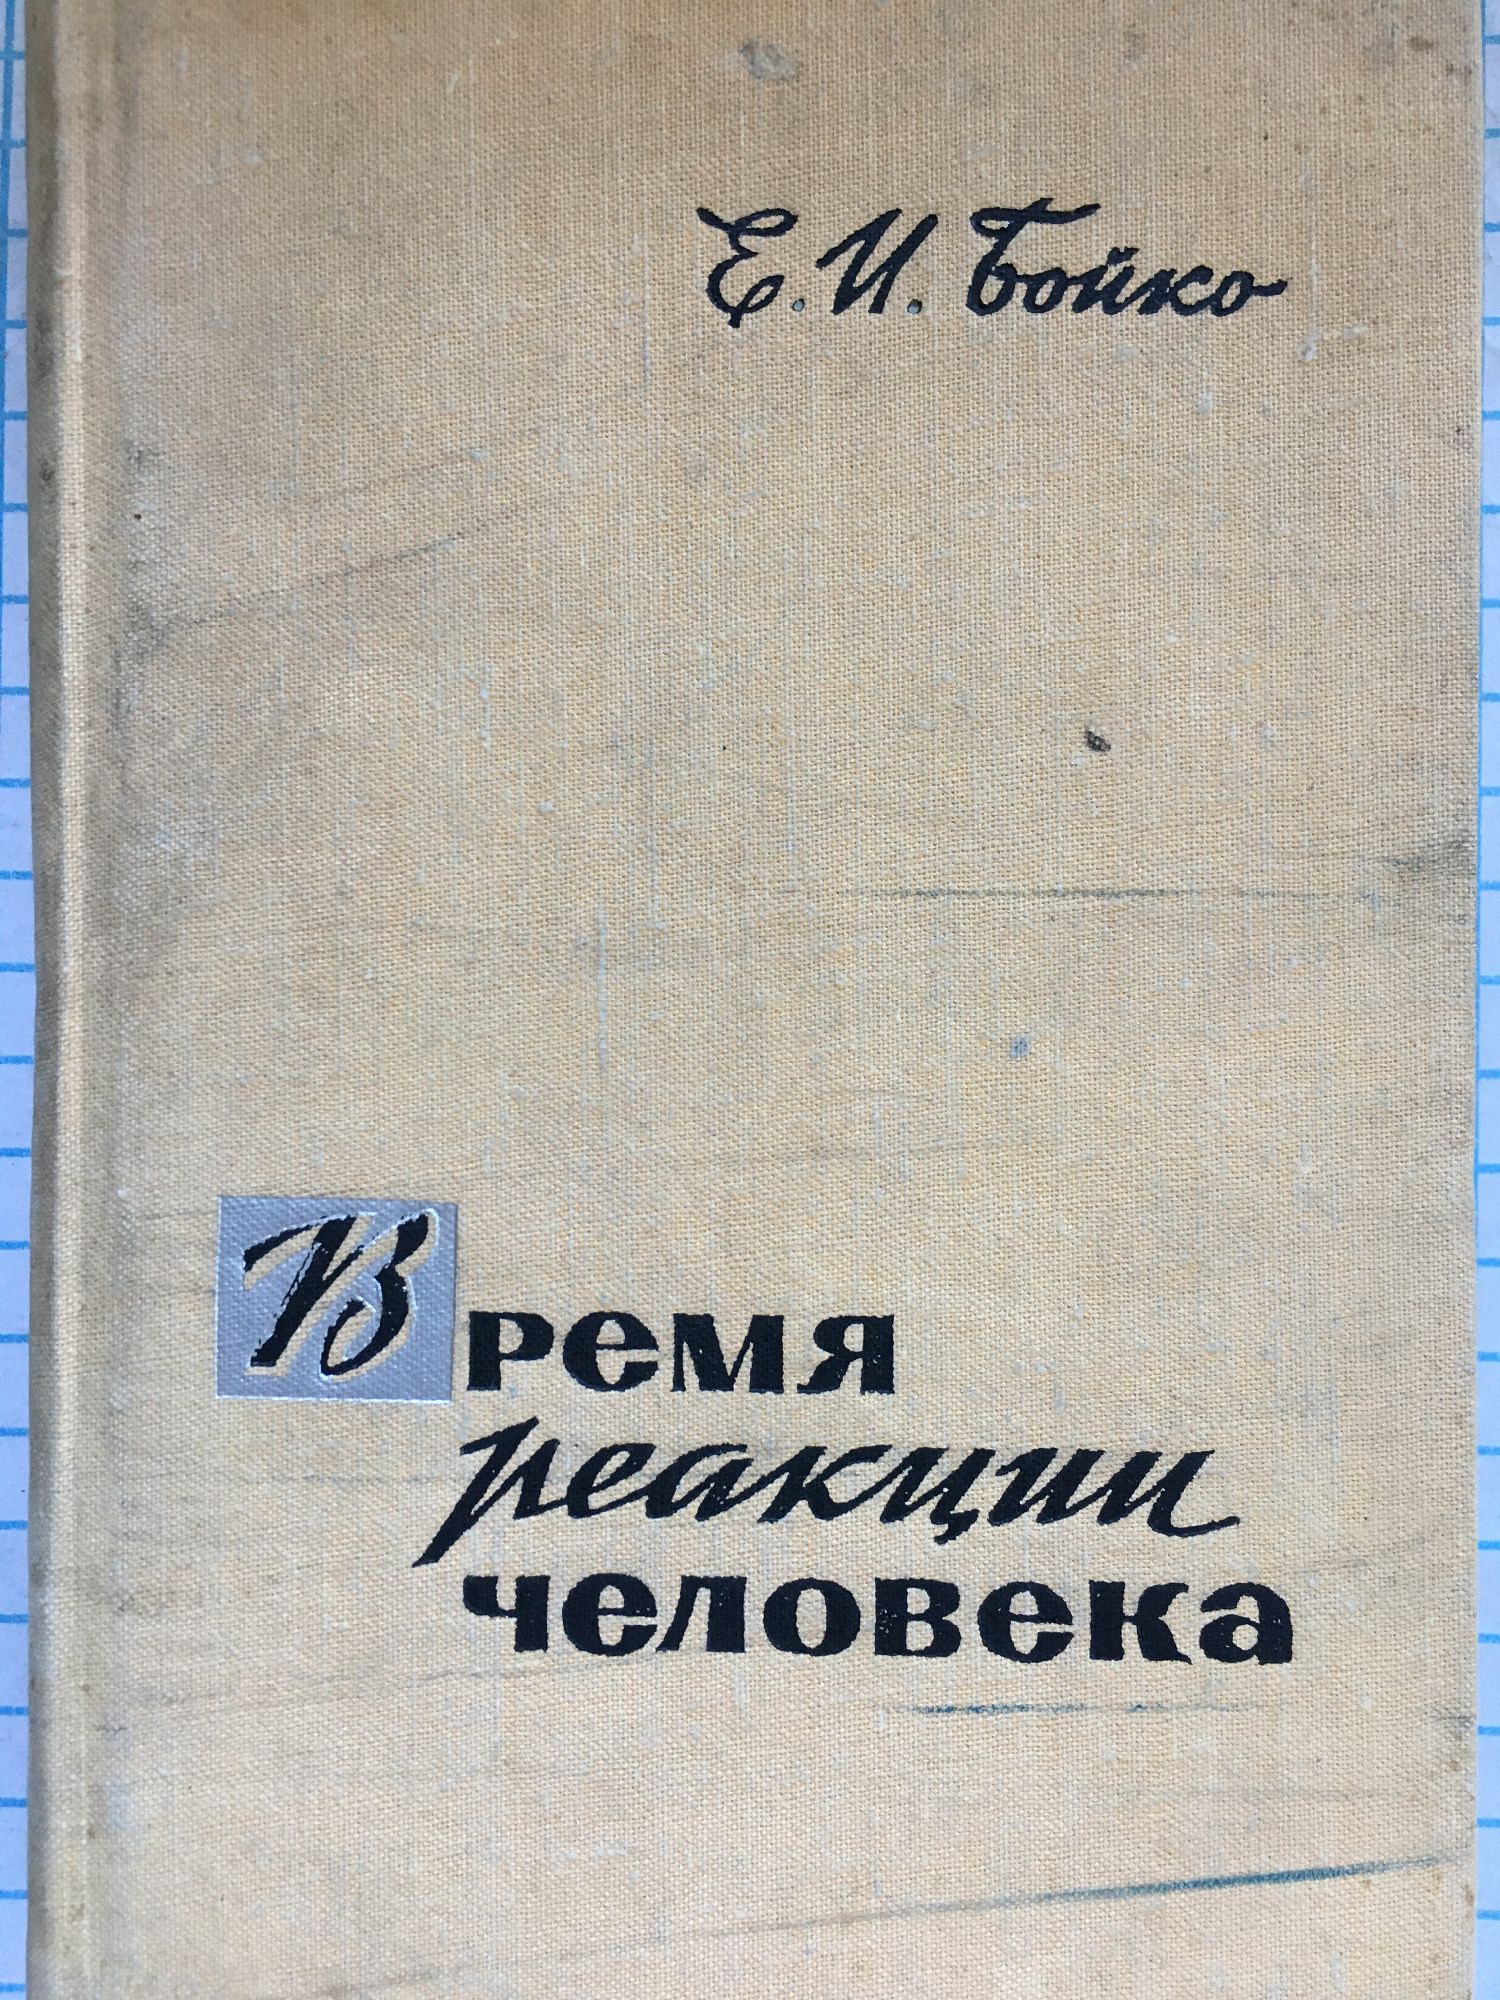 Е. И. Бойко
Время
реакции
человека